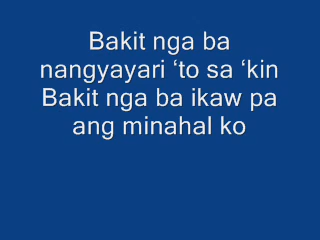 Bakit nga ba
nangyayari ‘to sa ‘kin
Bakit nga ba ikaw pa
ang minahal ko